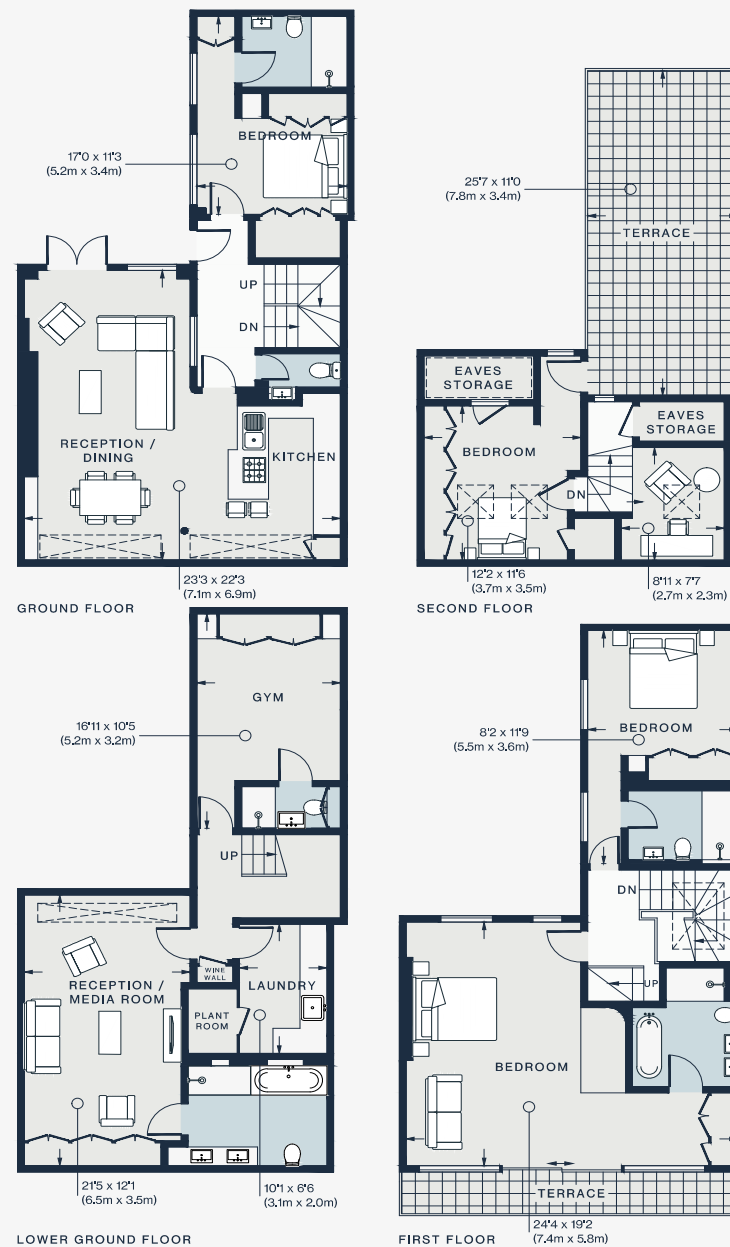 BEDROOM
17'0 x 11'3
(5.2m x 3.4m)
UP
DN
RECEPTION /
DINING
KITCHEN
23'3 x 22'3
(7.1m x 6.9m)
GROUND FLOOR
25'7 x 11'0
(7.8m x 3.4m)
TERRACE
EAVES
STORAGE
EAVES
STORAGE
BEDROOM
DN
12'2 x 11'6
(3.7m x 3.5m)
8'11 x 7'7
(2.7m x 2.3m)
SECOND FLOOR
GYM
16'11 x 10'5
(5.2m x 3.2m)
UP
RECEPTION /
MEDIA ROOM
WINE
WALL
LAUNDRY
PLANT
ROOM
21'5 x 12'1
(6.5m x 3.5m)
10'1 x 6'6
(3.1m x 2.0m)
LOWER GROUND FLOOR
BEDROOM
8'2 x 11'9
(5.5m x 3.6m)
DN
UP
BEDROOM
TERRACE
24'4 x 19'2
(7.4m x 5.8m)
FIRST FLOOR